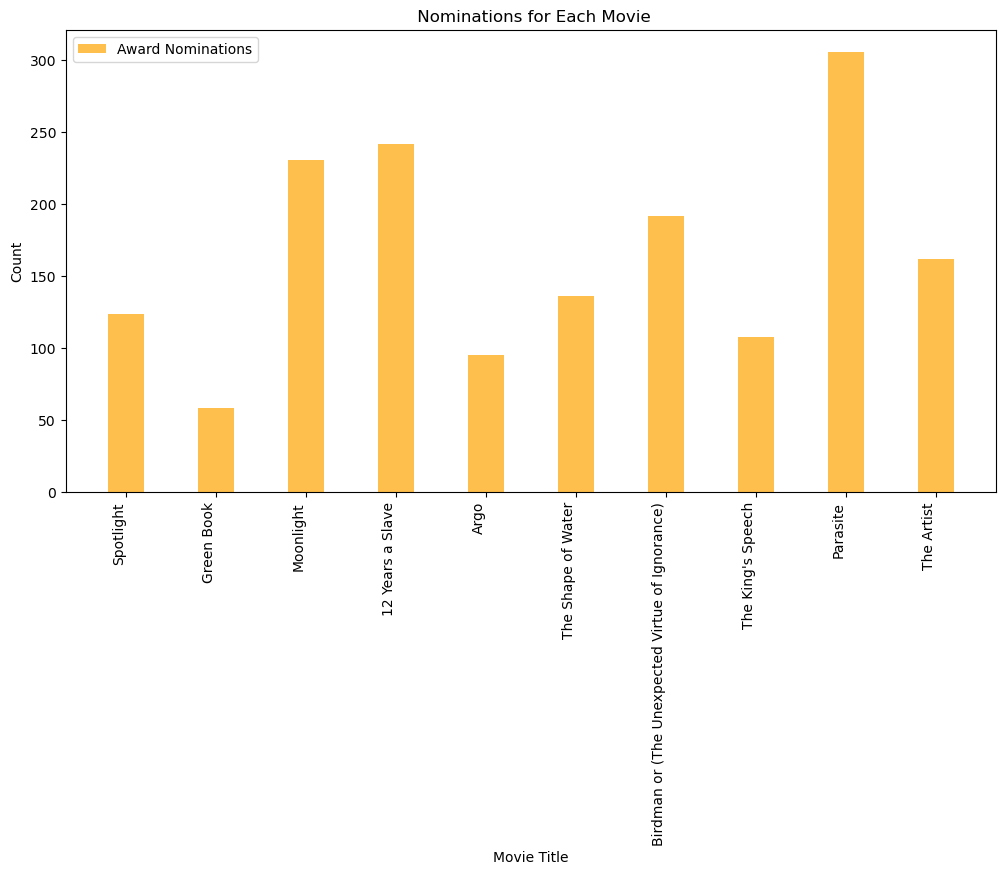 Nominations for Each Movie
Award Nominations
Count
300
250
200
150
100
50
0
Spotlight
Green Book
Moonlight
12 Years a Slave
Argo
The Shape of Water
Birdman or (The Unexpected Virtue of Ignorance)
The King's Speech
Parasite
The Artist
Movie Title